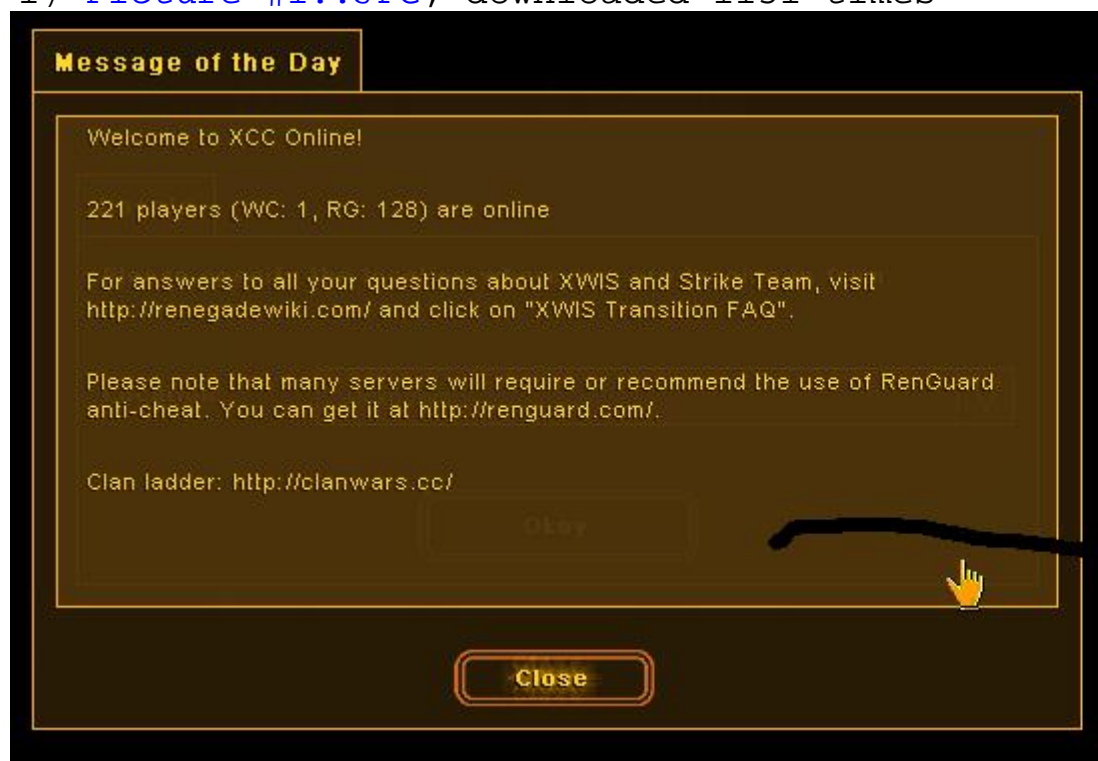 Message of the Day
Welcome to XCC Online!
221 players (WC: 1, RG: 128) are online
For answers to all your questions about XWIS and Strike Team, visit
http://renegadewiki.com/ and click on "XWIS Transition FAQ".
Please note that many servers will require or recommend the use of RenGuard
anti-cheat. You can get it at http://renguard.com/.
Clan ladder: http://clanwars.cc/
Okay
Close